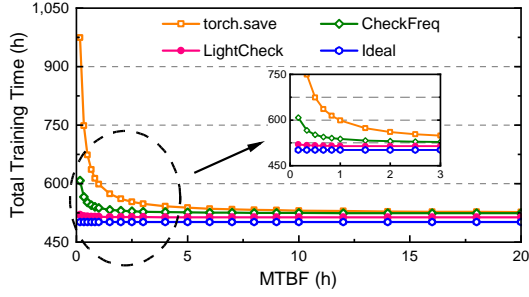 Total Training Time (h)
1,050
900
750
600
450
torch.save
CheckFreq
LightCheck
Ideal
750
600
450
0 1 2 3
0 5 10 15 20
MTBF (h)